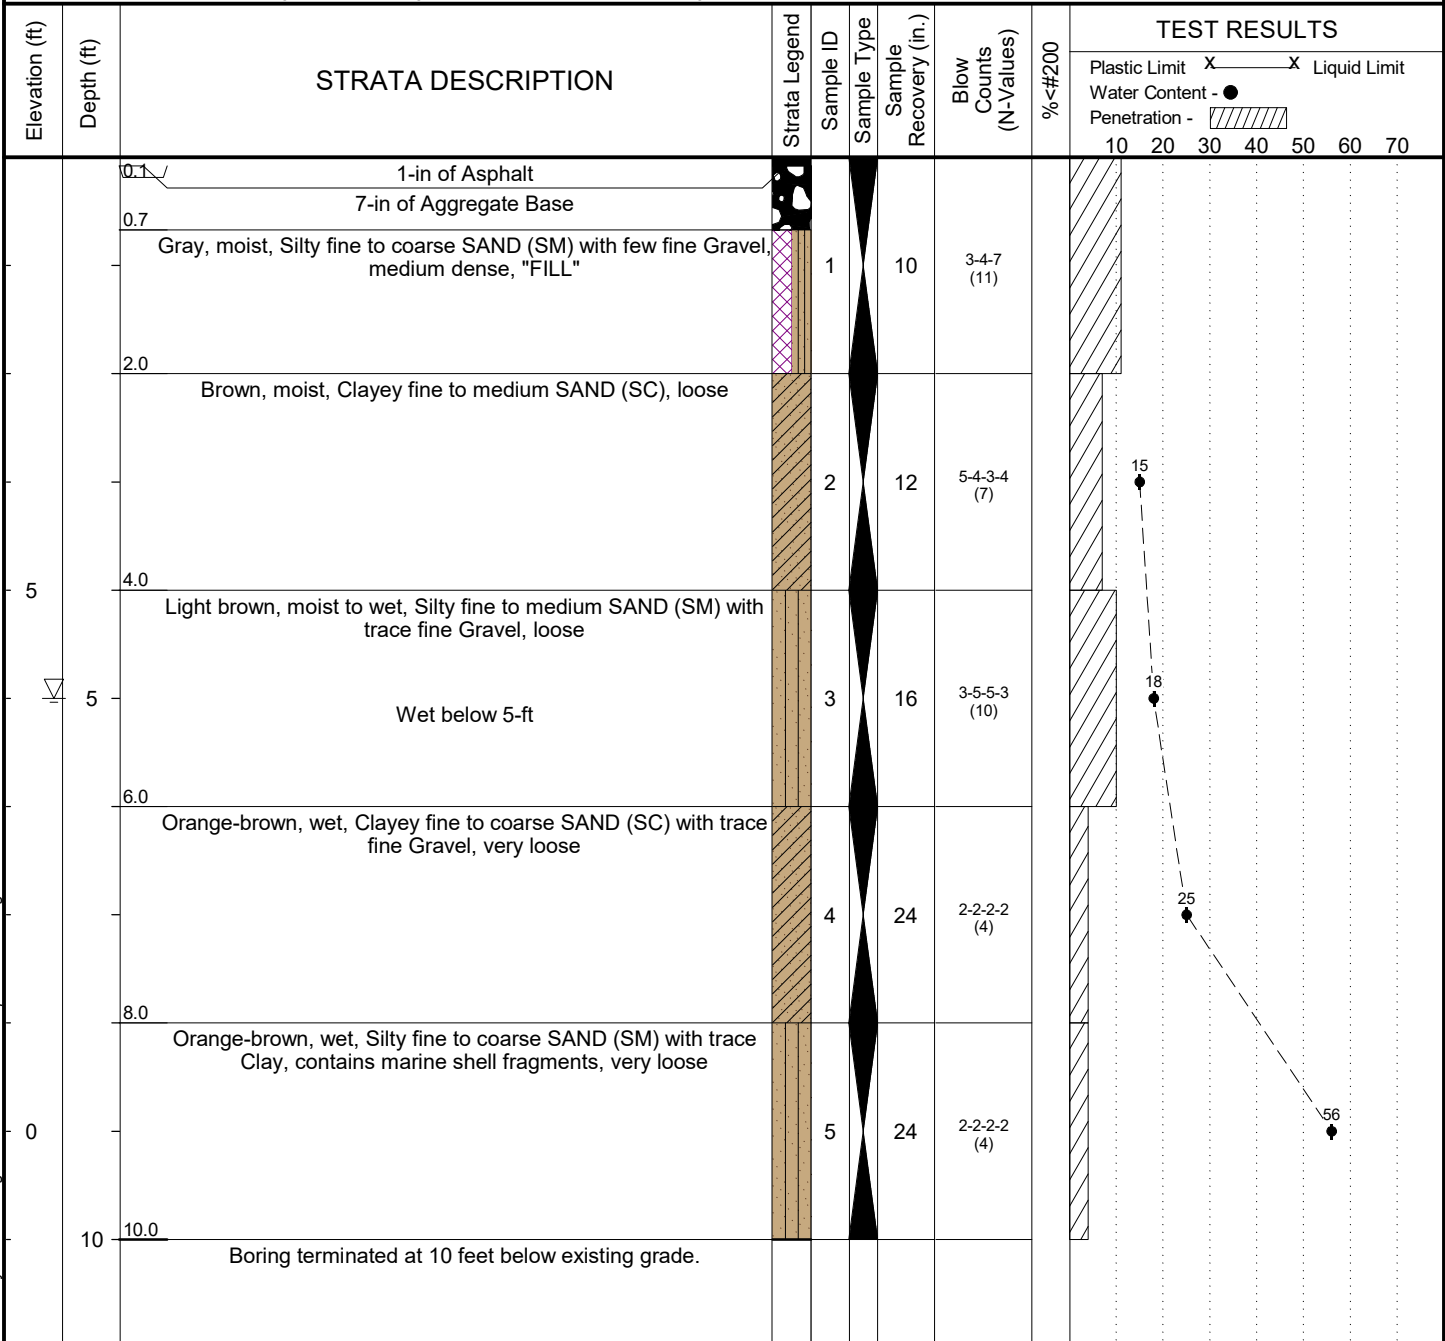 Elevation (ft)
Depth (ft)
STRATA DESCRIPTION
Strata Legend
Sample ID
Sample Type
Sample
Recovery (in.)
Blow
Counts
(N-Values)
%<#200
TEST RESULTS
Plastic Limit X X Liquid Limit
Water Content -
Penetration -
10 20 30 40 50 60 70
0.1
1-in of Asphalt
7-in of Aggregate Base
0.7
Gray, moist, Silty fine to coarse SAND (SM) with few fine Gravel,
medium dense, "FILL"
1
10
3-4-7
(11)
2.0
Brown, moist, Clayey fine to medium SAND (SC), loose
2
12
5-4-3-4
(7)
15
5
4.0
Light brown, moist to wet, Silty fine to medium SAND (SM) with
trace fine Gravel, loose
5
Wet below 5-ft
3
16
3-5-5-3
(10)
18
6.0
Orange-brown, wet, Clayey fine to coarse SAND (SC) with trace
fine Gravel, very loose
4
24
2-2-2-2
(4)
25
8.0
Orange-brown, wet, Silty fine to coarse SAND (SM) with trace
Clay, contains marine shell fragments, very loose
0
5
24
2-2-2-2
(4)
56
10
10.0
Boring terminated at 10 feet below existing grade.